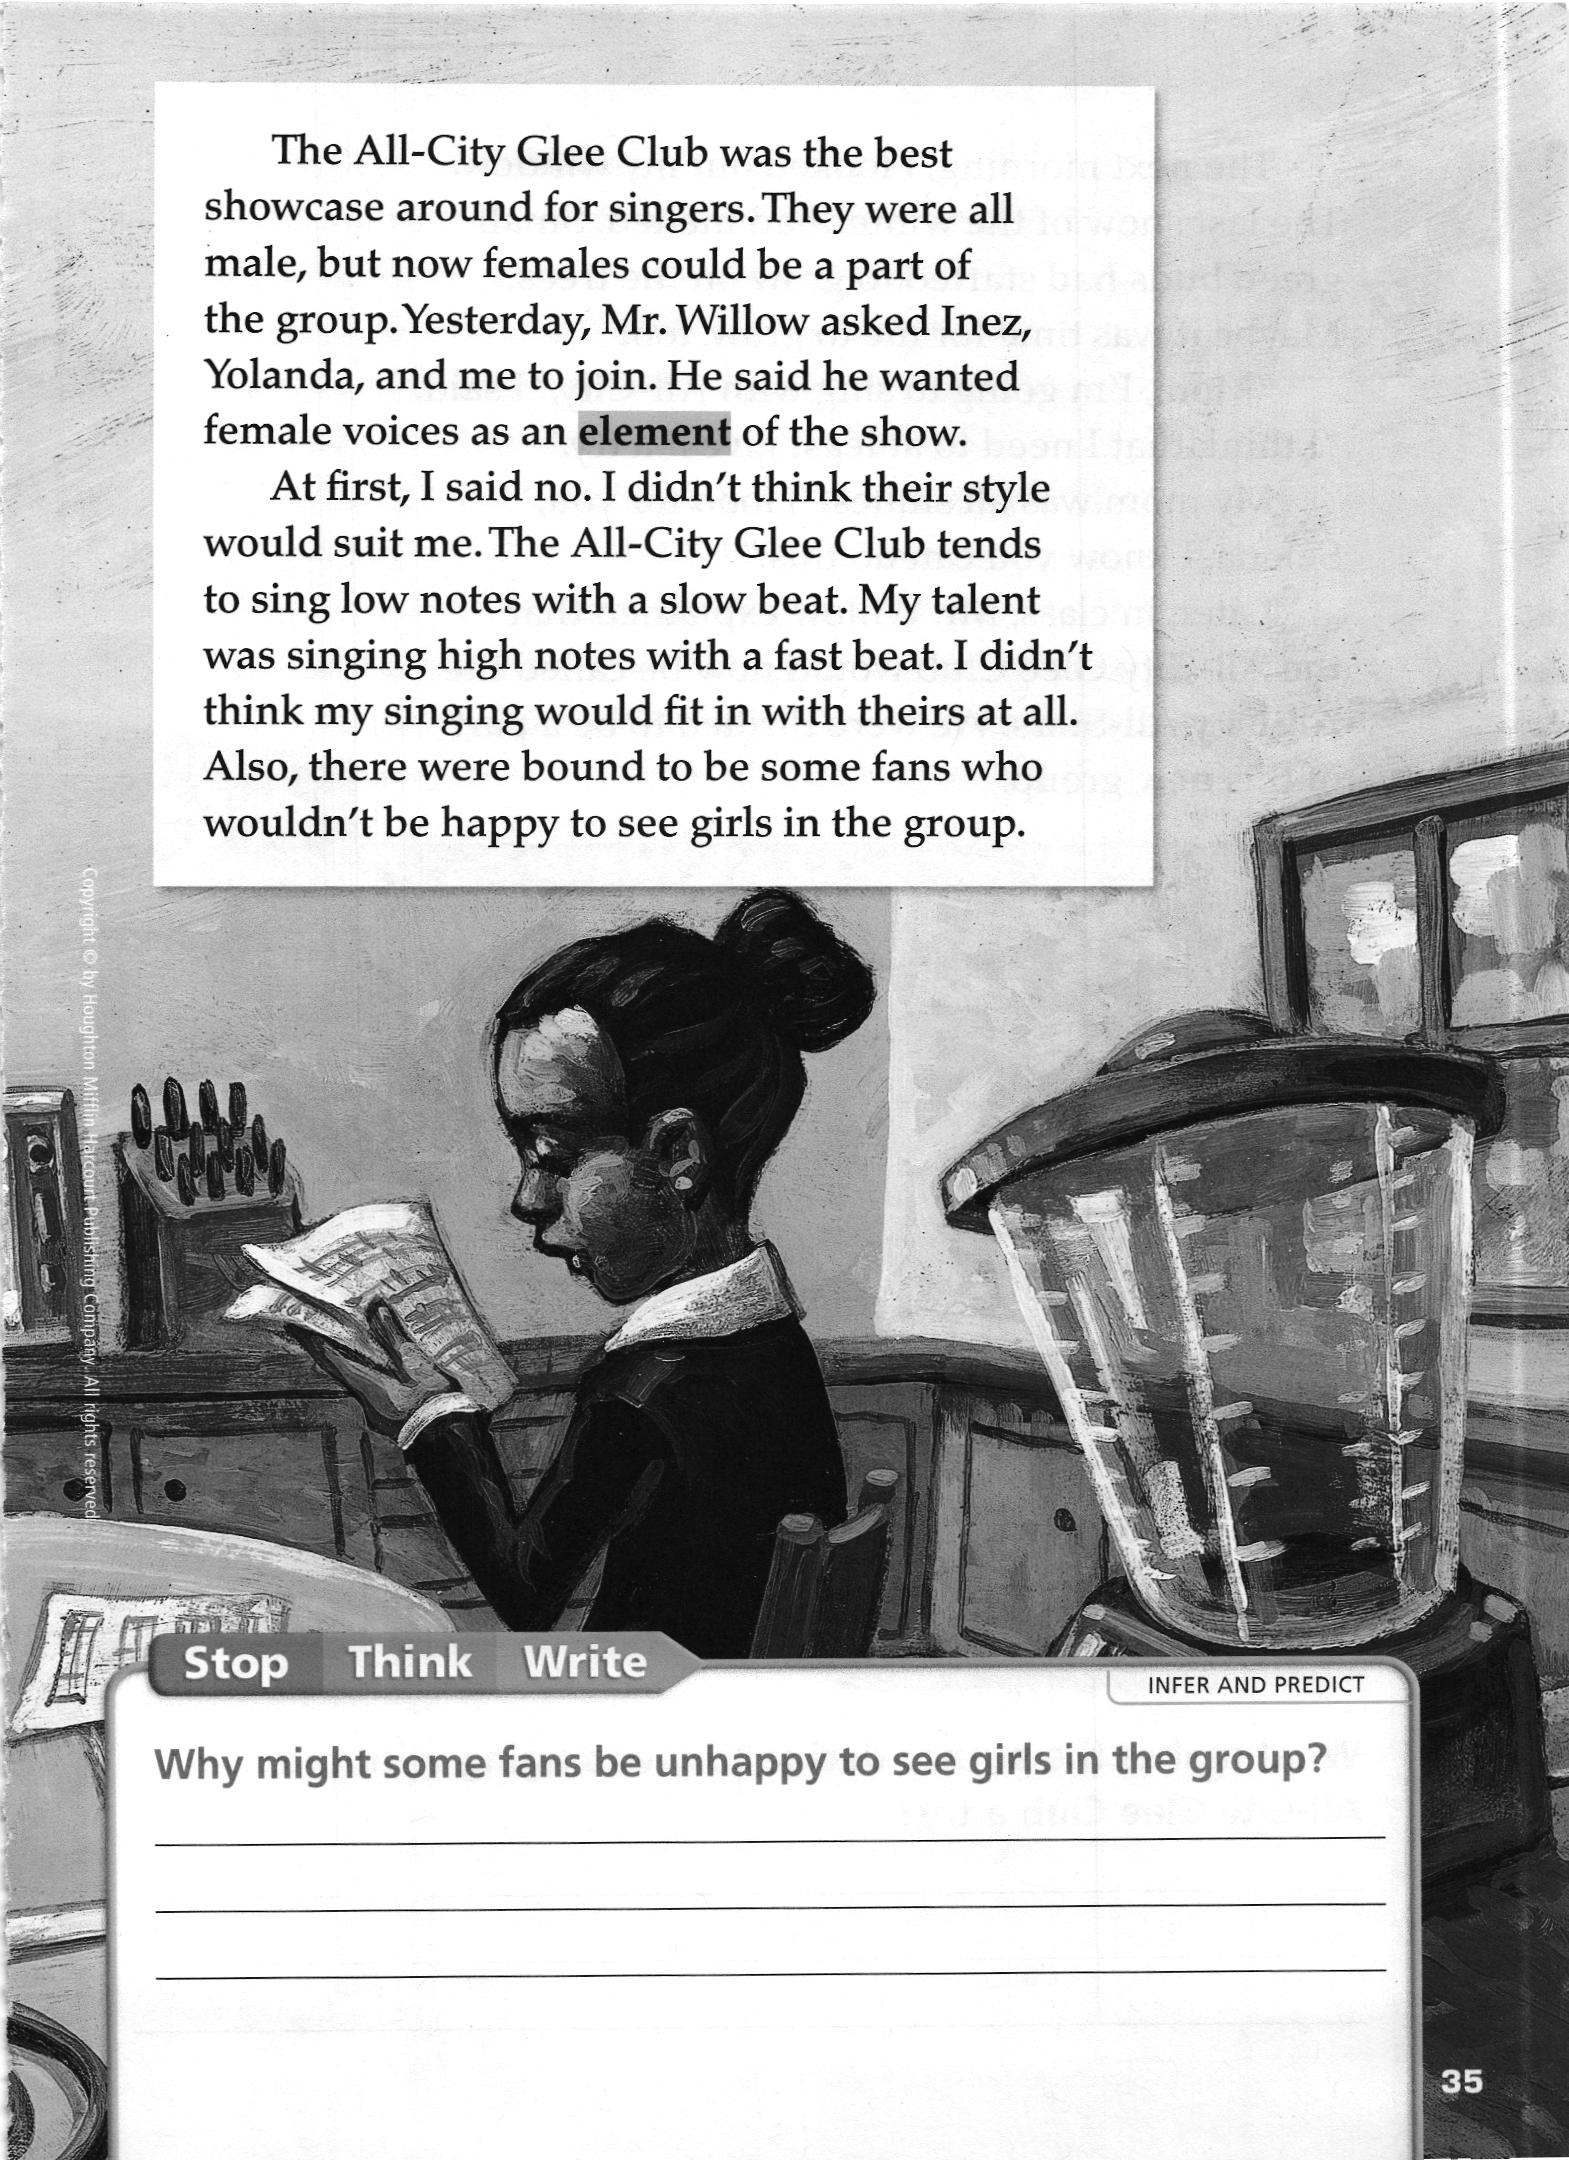 The All-City Glee Club was the best
showcase around for singers. They were all
male, but now females could be a part of
the group. Yesterday, Mr. Willow asked Inez,
Yolanda, and me to join. He said he wanted
female voices as an element of the show.
At first, I said no. I didn't think their style
would suit me. The All-City Glee Club tends
to sing low notes with a slow beat. My talent
was singing high notes with a fast beat. I didn't
think my singing would fit in with theirs at all.
Also, there were bound to be some fans who
wouldn't be happy to see girls in the group.
Copyright © by Houghton Mifflin Harcourt Publishing Company. All rights reserved
Stop Think Write
INFER AND PREDICT
Why might some fans be unhappy to see girls in the group?
35